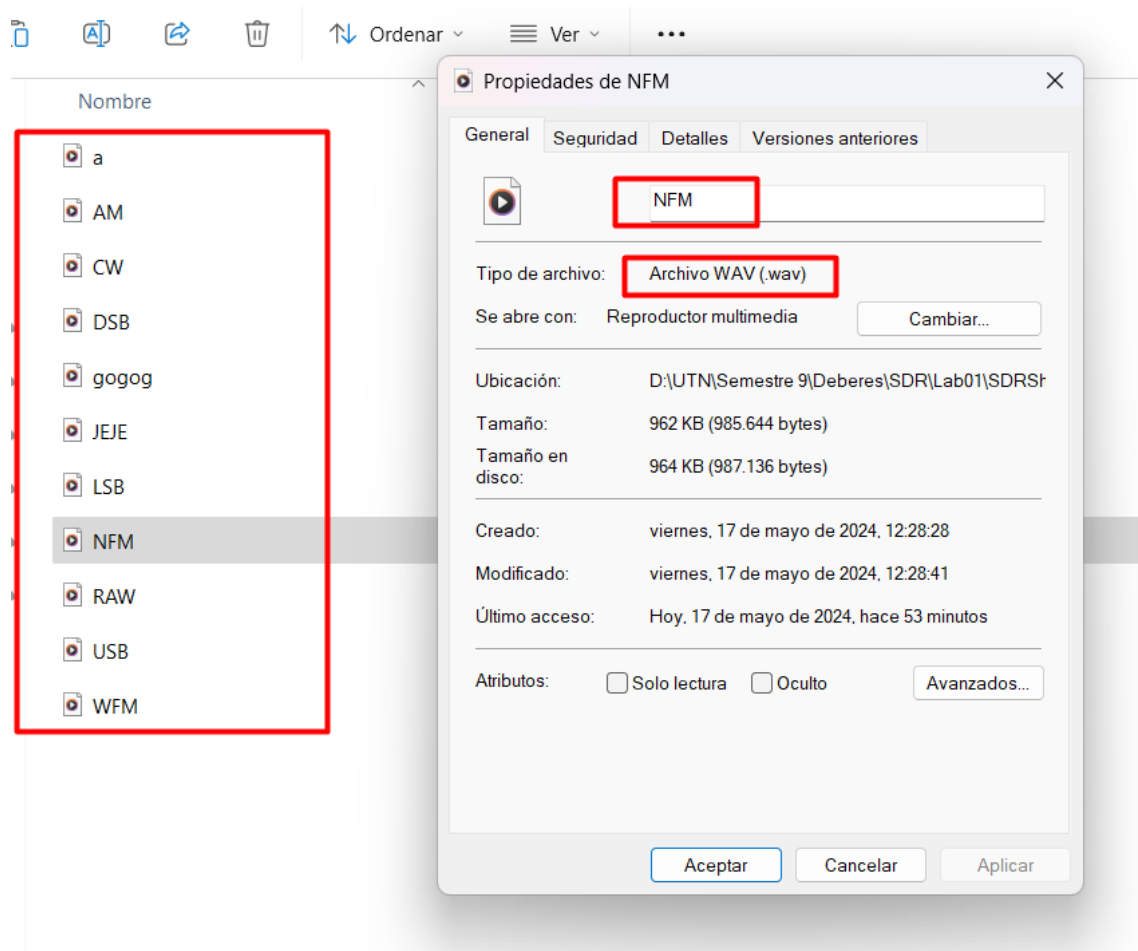 Ordenar Ver
Nombre
a
AM
CW
DSB
gogog
JEJE
LSB
NFM
RAW
USB
WFM
Propiedades de NFM
General Seguridad Detalles Versiones anteriores
NFM
Tipo de archivo: Archivo WAV (.wav)
Se abre con: Reproductor multimedia Cambiar...
Ubicación: D:\UTN\Semestre 9\Deberes\SDR\Lab01\SDRSh
Tamaño: 962 KB (985.644 bytes)
Tamaño en
disco: 964 KB (987.136 bytes)
Creado: viernes, 17 de mayo de 2024, 12:28:28
Modificado: viernes, 17 de mayo de 2024, 12:28:41
Último acceso: Hoy, 17 de mayo de 2024, hace 53 minutos
Atributos: Solo lectura Oculto Avanzados...
Aceptar Cancelar Aplicar